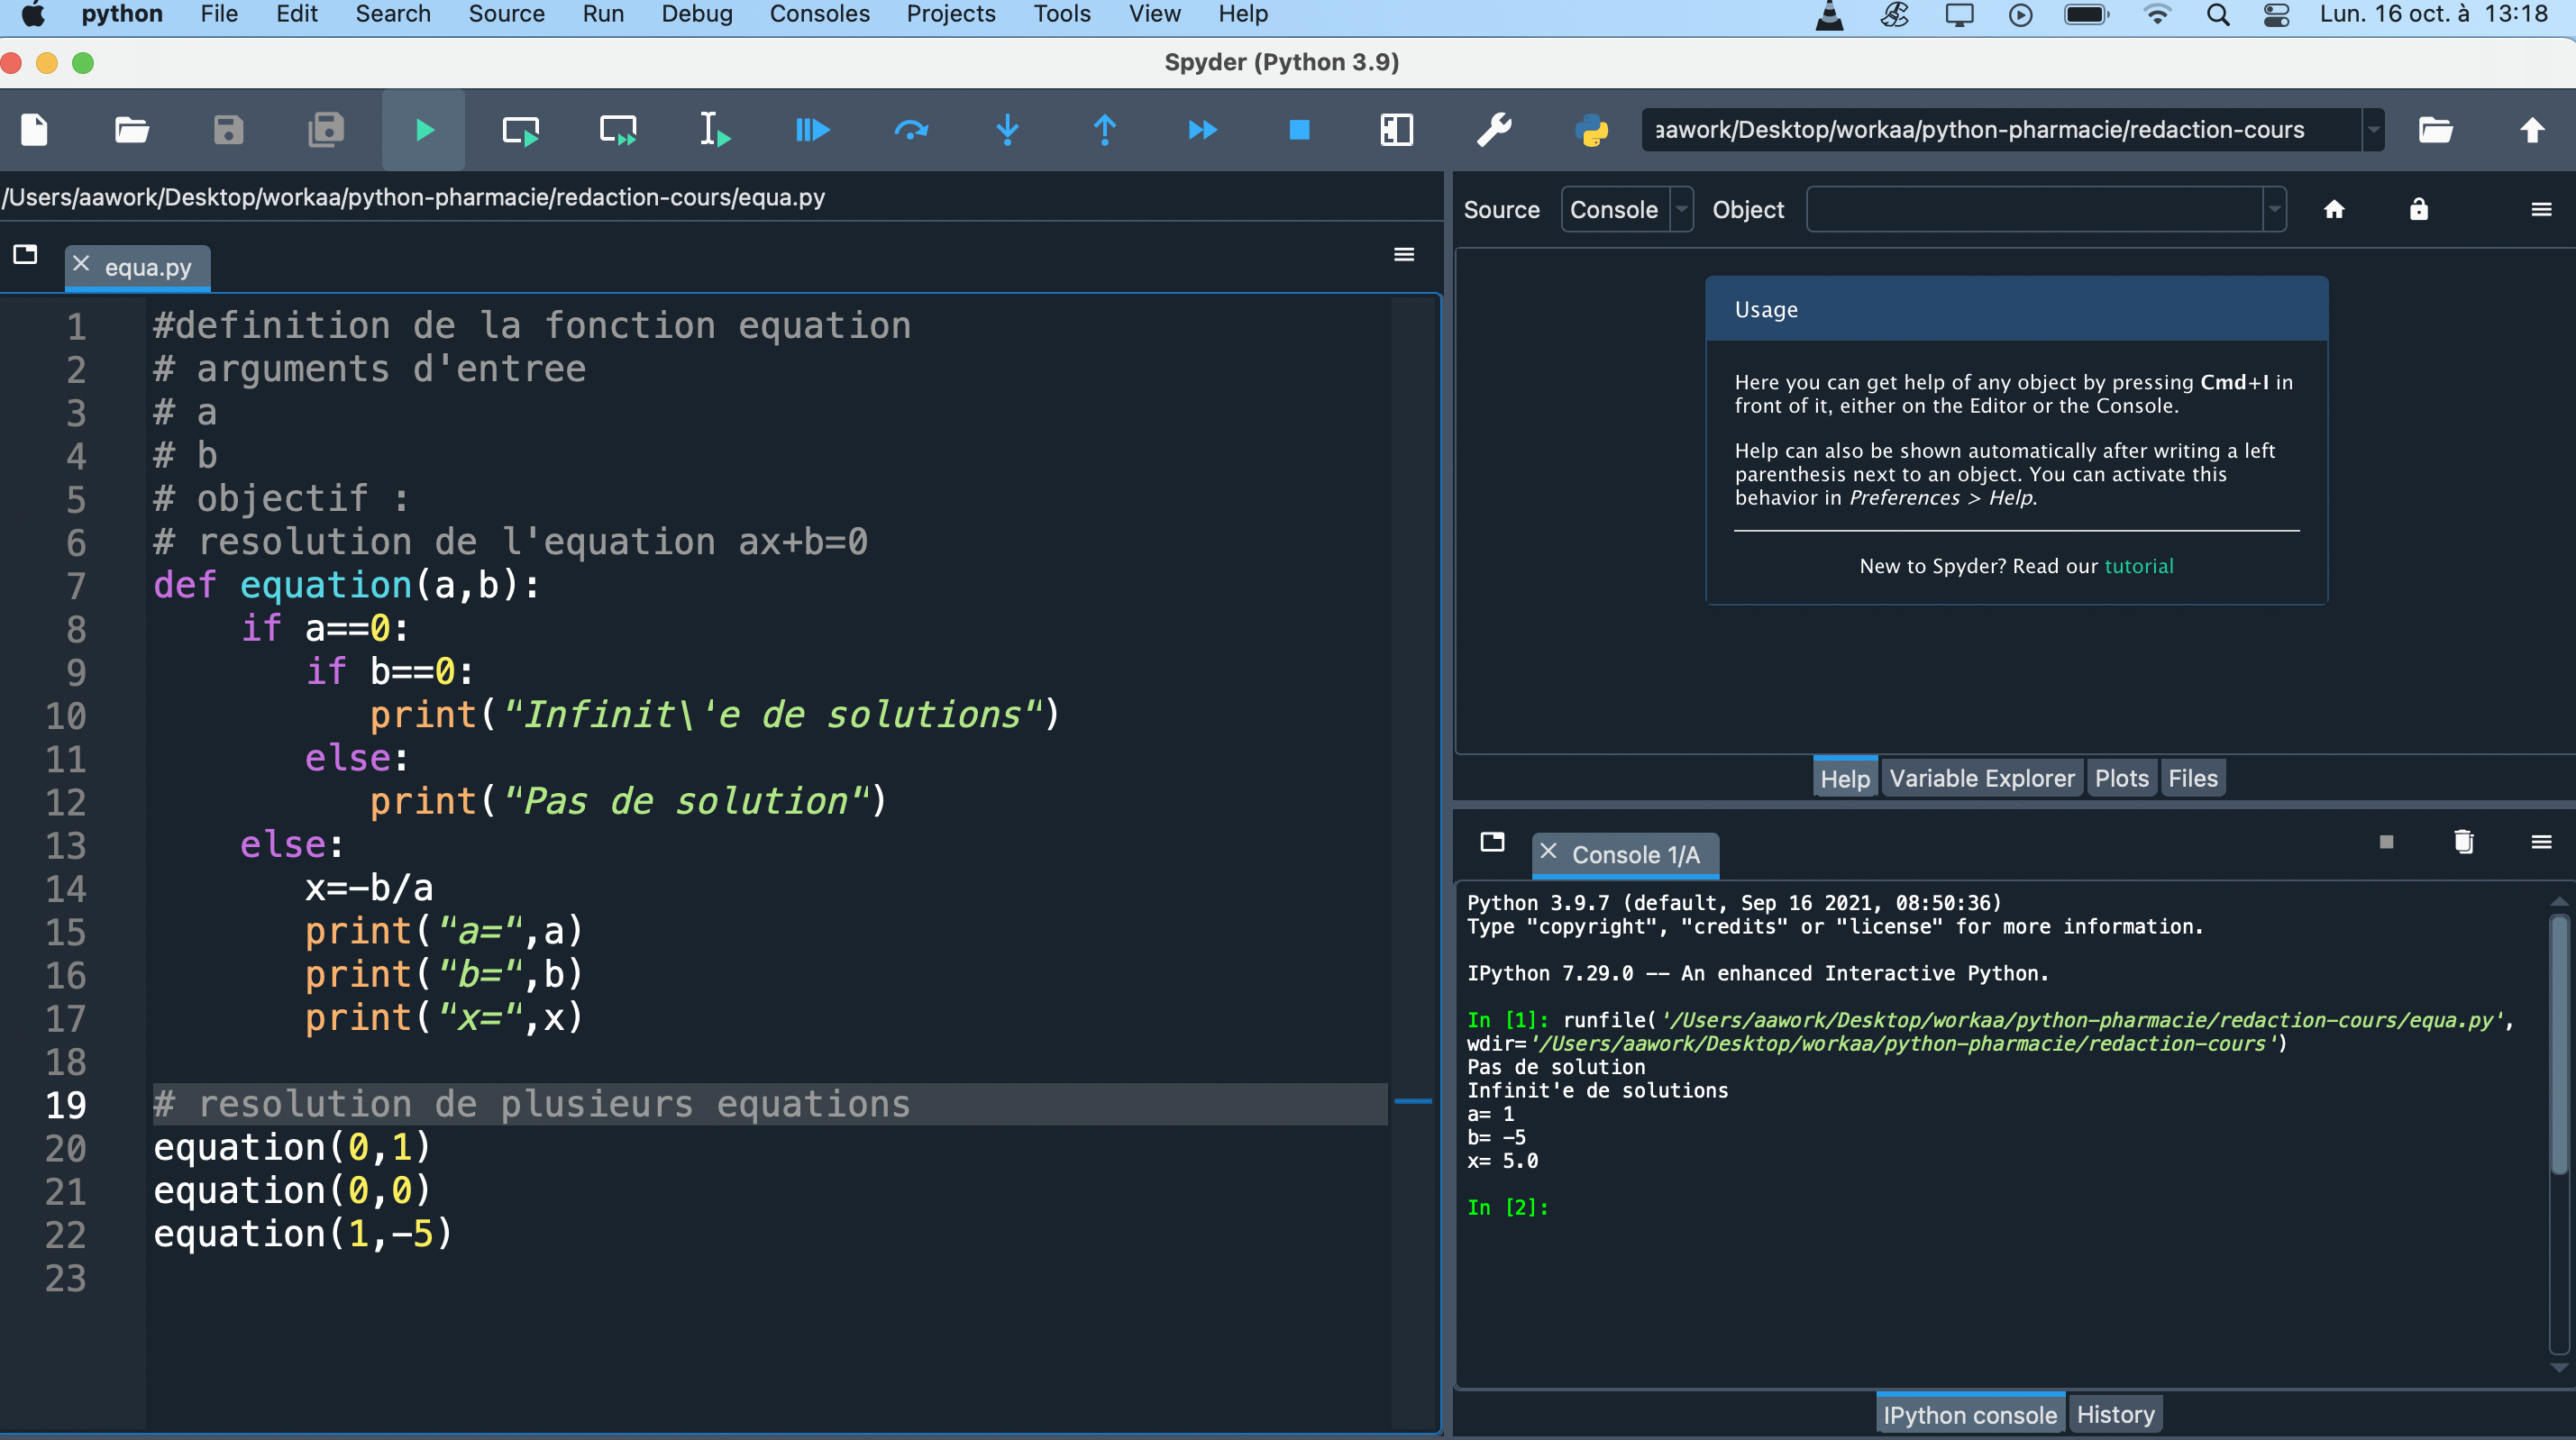 python File Edit Search Source Run Debug Consoles Projects Tools View Help Lun. 16 oct. à 13:18
Spyder (Python 3.9)
aawork/Desktop/workaa/python-pharmacie/redaction-cours
/Users/aawork/Desktop/workaa/python-pharmacie/redaction-cours/equa.py
equa.py
1 #definition de la fonction equation
2 # arguments d'entree
3 # a
4 # b
5 # objectif :
6 # resolution de l'equation ax+b=0
7 def equation(a,b):
8 if a==0:
9 if b==0:
10 print("Infinit\'e de solutions")
11 else:
12 print("Pas de solution")
13 else:
14 x=-b/a
15 print("a=",a)
16 print("b=",b)
17 print("x=",x)
18
19 # resolution de plusieurs equations
20 equation(0,1)
21 equation(0,0)
22 equation(1,-5)
23
Source Console Object
Usage
Here you can get help of any object by pressing Cmd+I in
front of it, either on the Editor or the Console.
Help can also be shown automatically after writing a left
parenthesis next to an object. You can activate this
behavior in Preferences > Help.
New to Spyder? Read our tutorial
Help Variable Explorer Plots Files
Console 1/A
Python 3.9.7 (default, Sep 16 2021, 08:50:36)
Type "copyright", "credits" or "license" for more information.
IPython 7.29.0 -- An enhanced Interactive Python.
In [1]: runfile('/Users/aawork/Desktop/workaa/python-pharmacie/redaction-cours/equa.py',
wdir='/Users/aawork/Desktop/workaa/python-pharmacie/redaction-cours')
Pas de solution
Infinit'e de solutions
a= 1
b= -5
x= 5.0
In [2]:
IPython console History